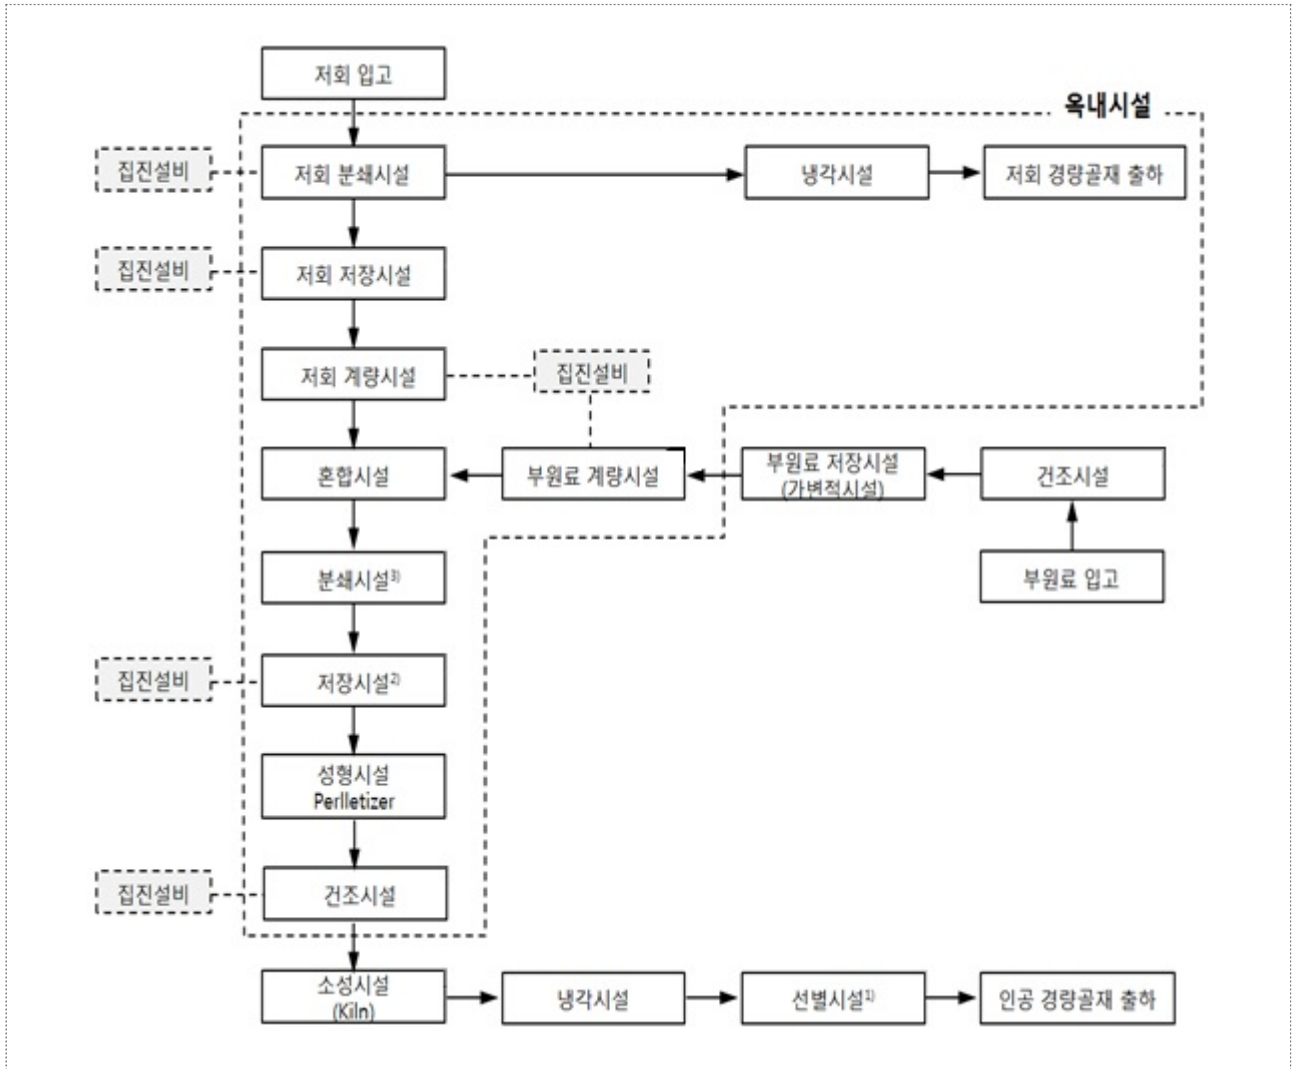 저회 입고
옥내시설
집진설비
저회 분쇄시설
냉각시설
저회 경량골재 출하
집진설비
저회 저장시설
저회 계량시설
집진설비
혼합시설
부원료 계량시설
부원료 저장시설
(가변적시설)
건조시설
분쇄시설3)
부원료 입고
집진설비
저장시설2)
성형시설
Perlletizer
집진설비
건조시설
소성시설
(Kiln)
냉각시설
선별시설1)
인공 경량골재 출하